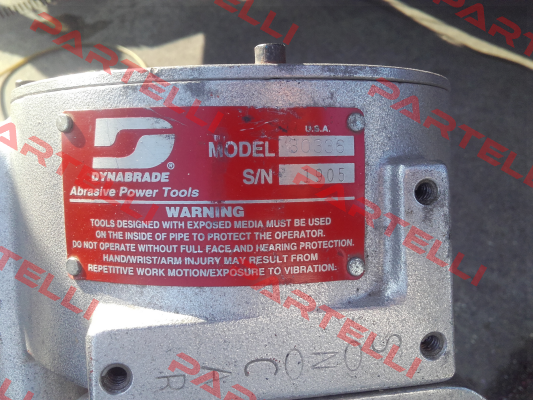 U.S.A.
MODEL
DYNABRADE ®
S/N 1905
Abrasive Power Tools
WARNING
TOOLS DESIGNED WITH EXPOSED MEDIA MUST BE USED
ON THE INSIDE OF PIPE TO PROTECT THE OPERATOR.
DO NOT OPERATE WITHOUT FULL FACE AND HEARING PROTECTION.
HAND/WRIST/ARM INJURY MAY RESULT FROM
REPETITIVE WORK MOTION/EXPOSURE TO VIBRATION.
PARTELLI
PARTELLI
PARTELLI
PARTELLI